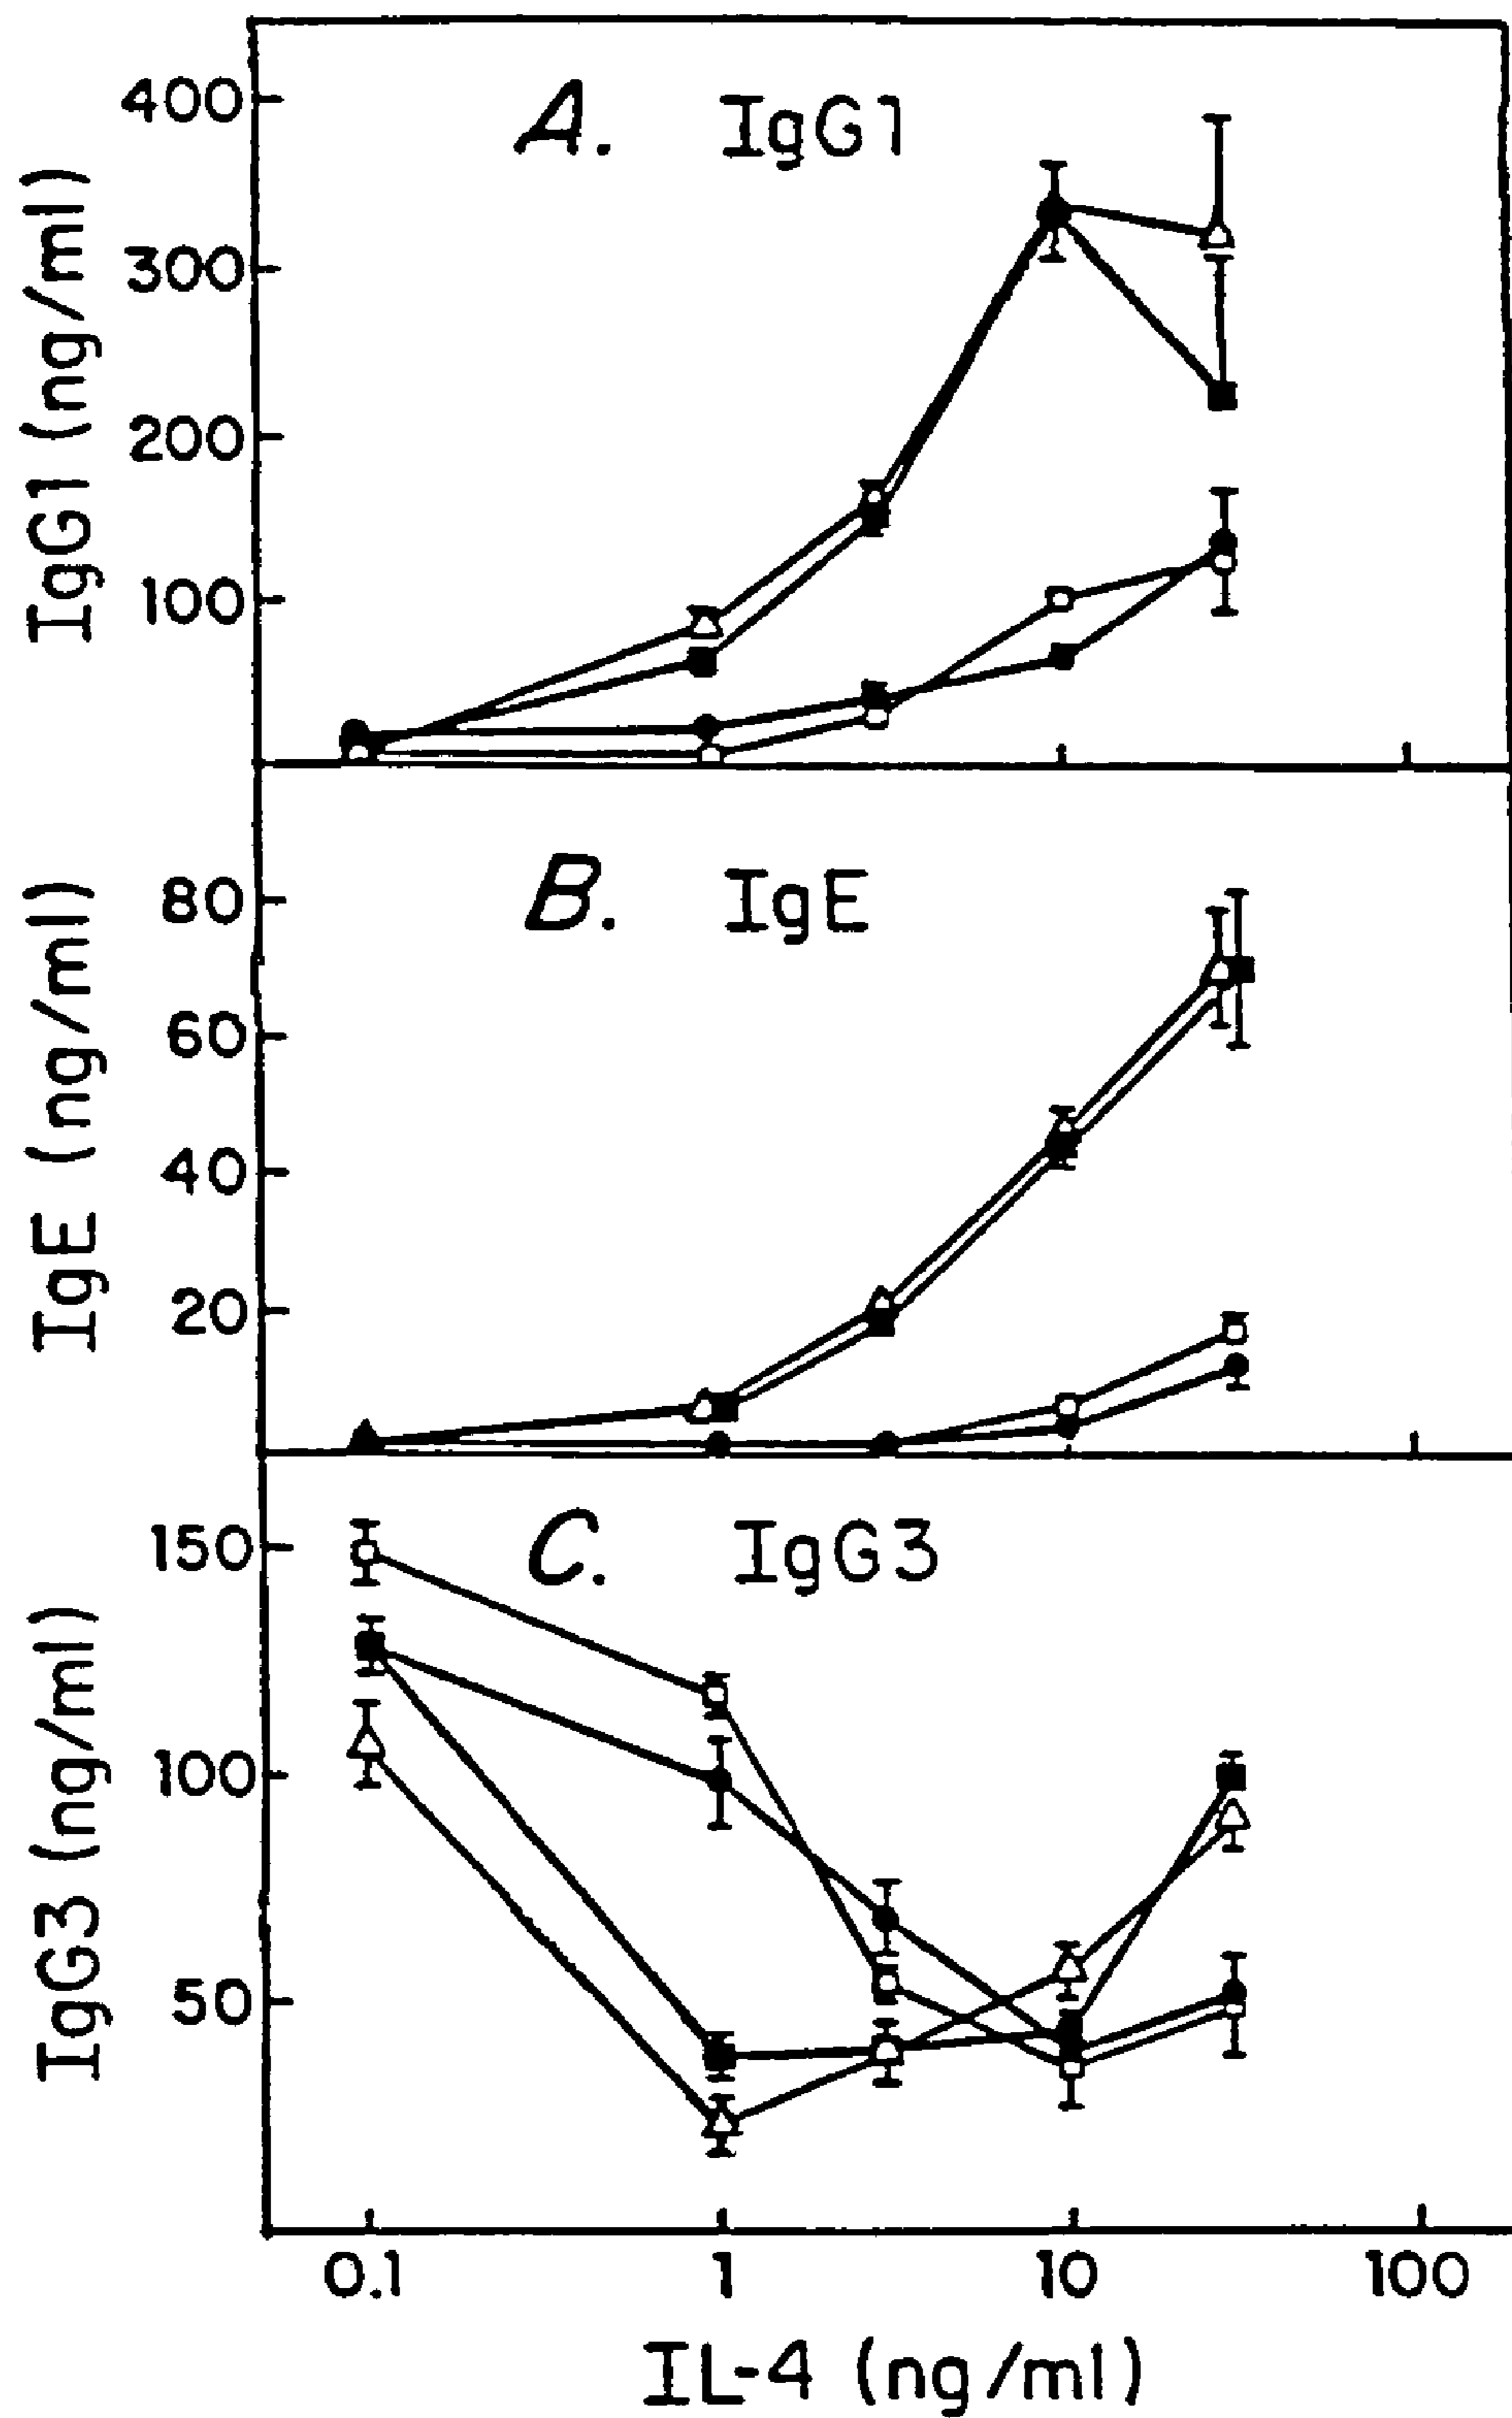 A. IgG1
IgG1 (ng/ml)
400
300
200
100
B. IgE
IgE (ng/ml)
80
60
40
20
C. IgG3
IgG3 (ng/ml)
150
100
50
0.1 1 10 100
IL-4 (ng/ml)